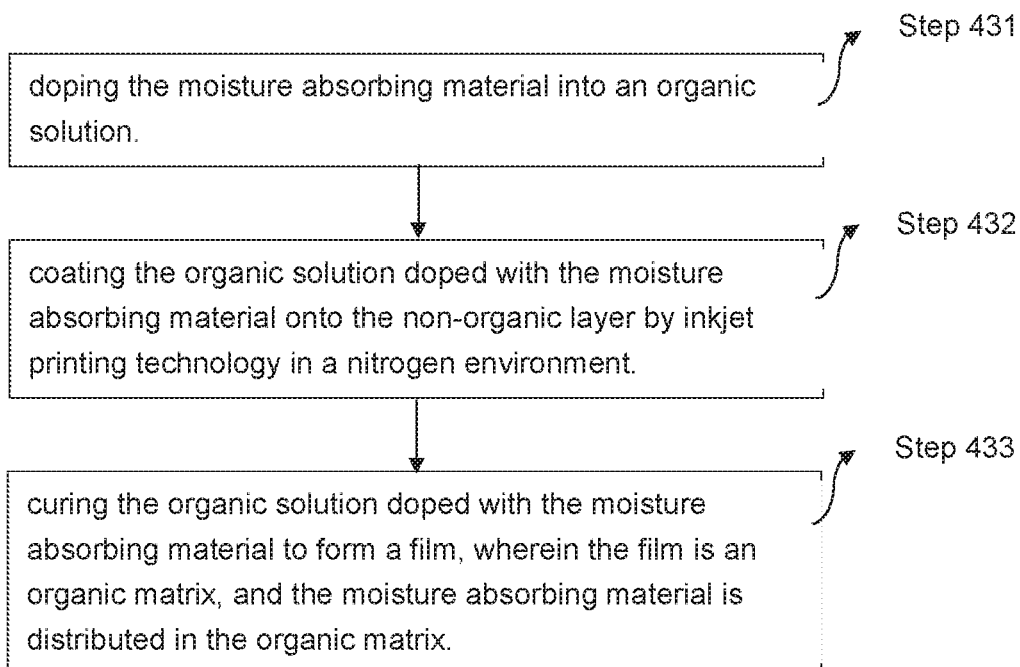 Step 431
doping the moisture absorbing material into an organic
solution.
Step 432
coating the organic solution doped with the moisture
absorbing material onto the non-organic layer by inkjet
printing technology in a nitrogen environment.
Step 433
curing the organic solution doped with the moisture
absorbing material to form a film, wherein the film is an
organic matrix, and the moisture absorbing material is
distributed in the organic matrix.